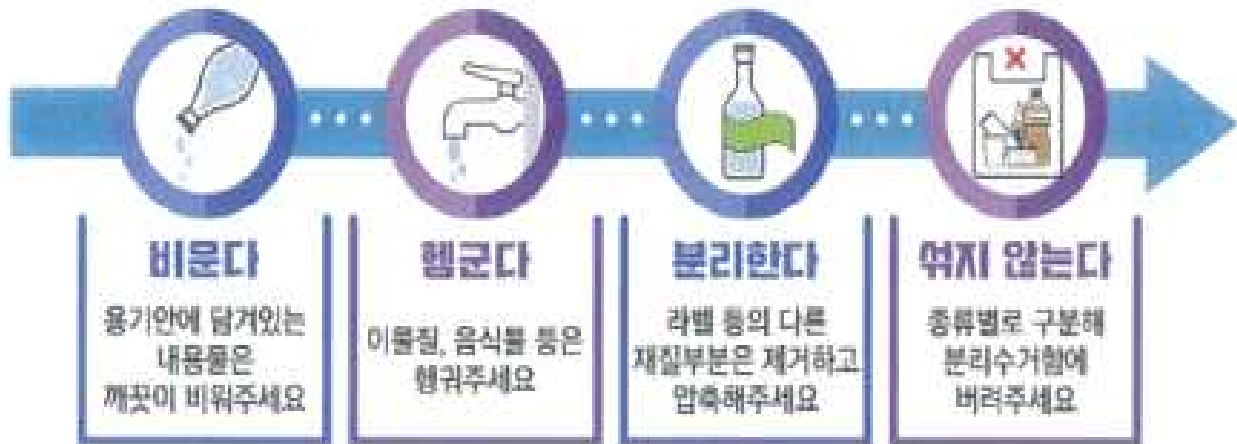 비운다
용기안에 담겨있는
내용물은
깨끗이 비워주세요
헹군다
이물질, 음식물 등은
헹궈주세요
분리한다
라벨 등의 다른
재질부분은 제거하고
압축해주세요
섞지 않는다
종류별로 구분해
분리수거함에
버려주세요